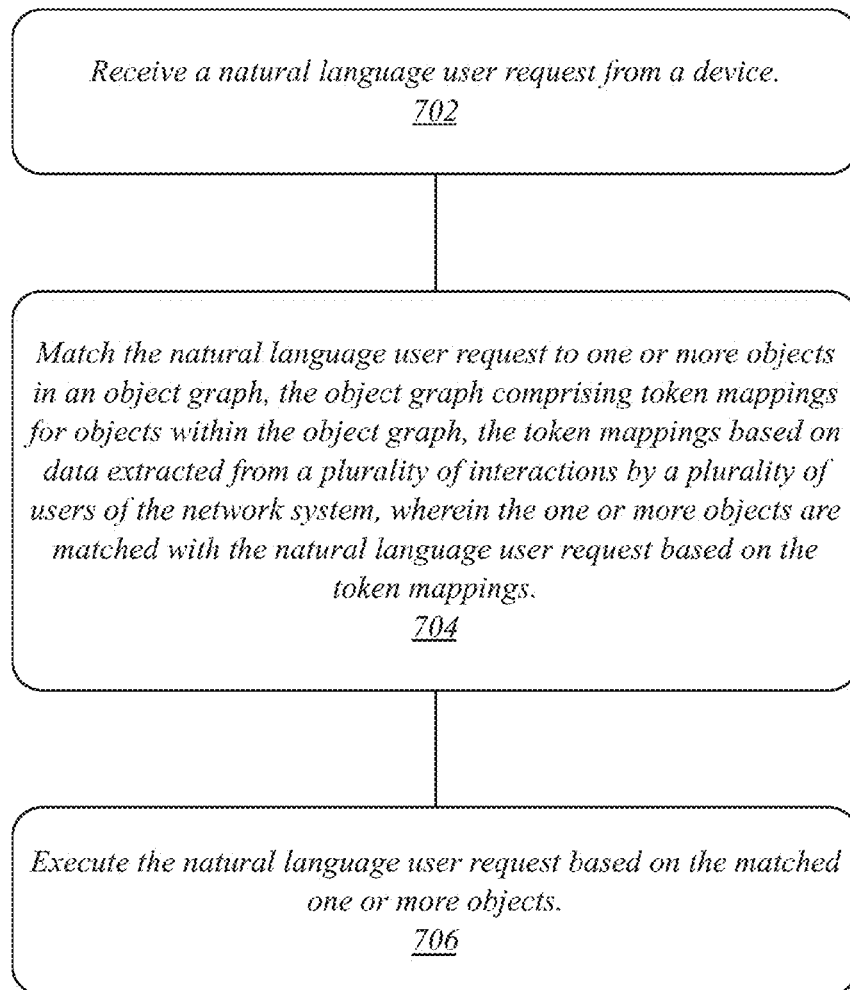 Receive a natural language user request from a device.
702
Match the natural language user request to one or more objects
in an object graph, the object graph comprising token mappings
for objects within the object graph, the token mappings based on
data extracted from a plurality of interactions by a plurality of
users of the network system, wherein the one or more objects are
matched with the natural language user request based on the
token mappings.
704
Execute the natural language user request based on the matched
one or more objects.
706